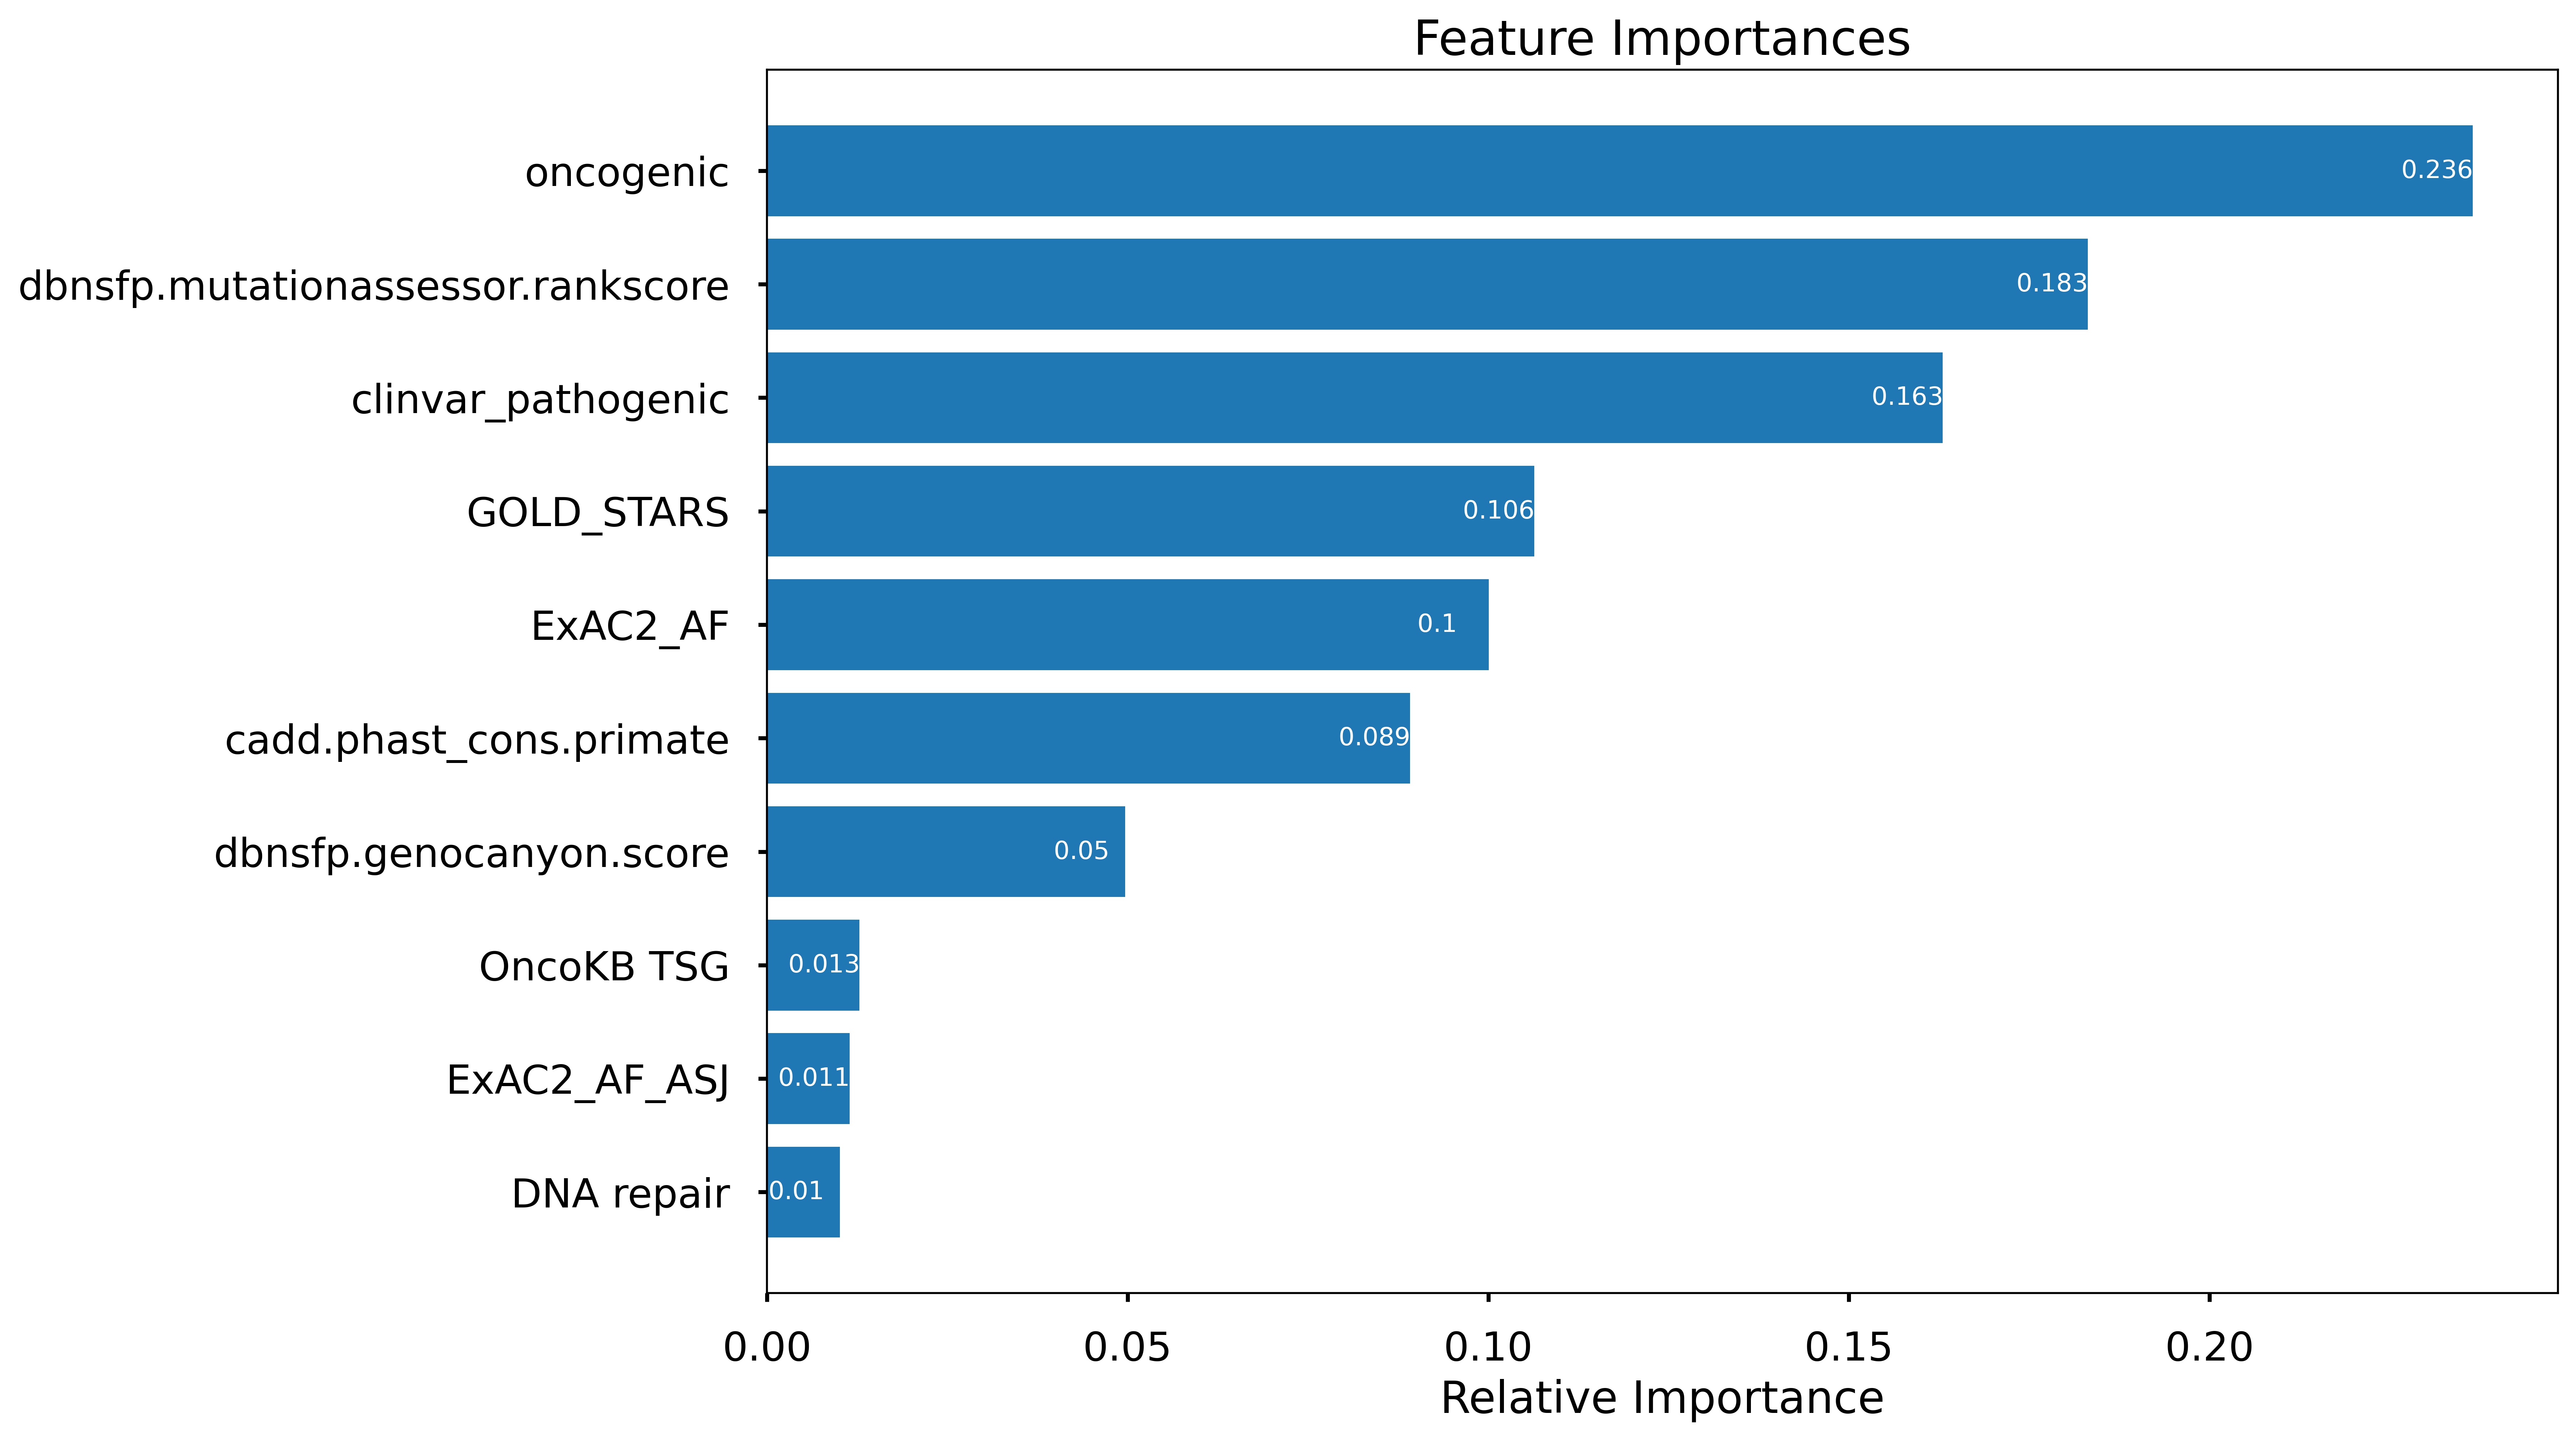 Feature Importances
oncogenic
0.236
dbnsfp.mutationassessor.rankscore
0.183
clinvar_pathogenic
0.163
GOLD_STARS
0.106
ExAC2_AF
0.1
cadd.phast_cons.primate
0.089
dbnsfp.genocanyon.score
0.05
OncoKB TSG
0.013
ExAC2_AF_ASJ
0.011
DNA repair
0.01
0.00 0.05 0.10 0.15 0.20
Relative Importance